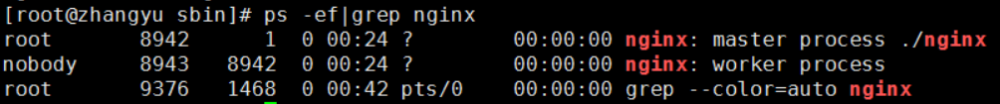 [root@zhangyu sbin]# ps -ef|grep nginx
root      8942     1  0 00:24 ?        00:00:00 nginx: master process ./nginx
nobody    8943  8942  0 00:24 ?        00:00:00 nginx: worker process
root      9376  1468  0 00:42 pts/0    00:00:00 grep --color=auto nginx